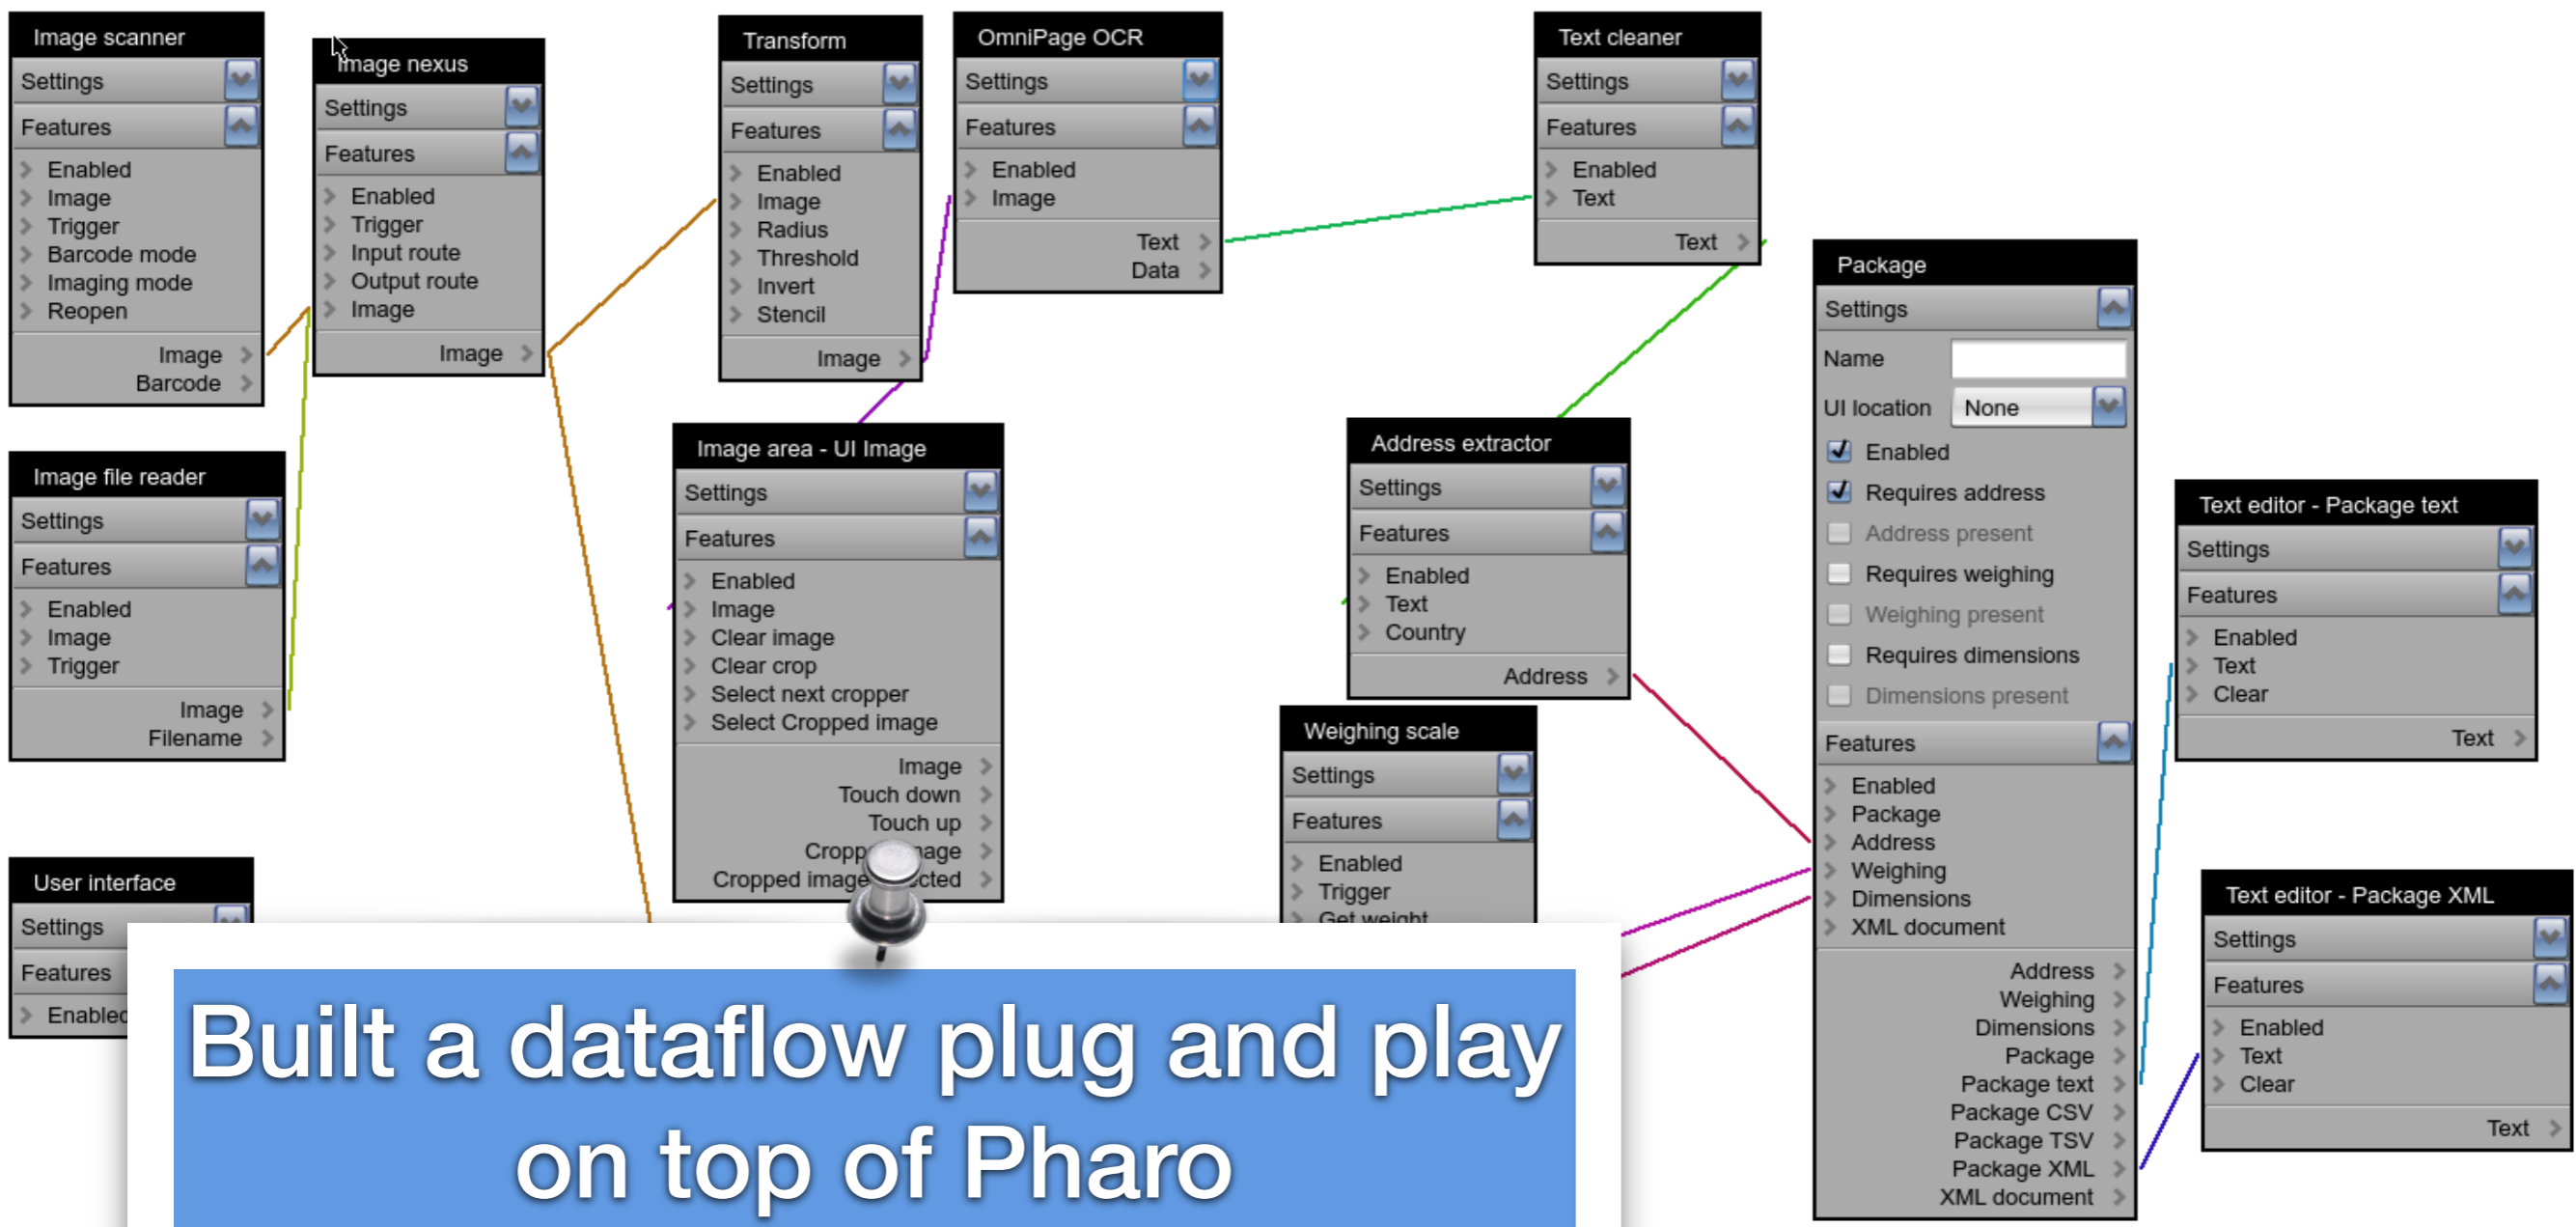 Image scanner
Settings
Features
Enabled
Image
Trigger
Barcode mode
Imaging mode
Reopen
Image
Barcode
Image nexus
Settings
Features
Enabled
Trigger
Input route
Output route
Image
Image
Transform
Settings
Features
Enabled
Image
Radius
Threshold
Invert
Stencil
Image
OmniPage OCR
Settings
Features
Enabled
Image
Text
Data
Text cleaner
Settings
Features
Enabled
Text
Text
Image file reader
Settings
Features
Enabled
Image
Trigger
Image
Filename
Image area - UI Image
Settings
Features
Enabled
Image
Clear image
Clear crop
Select next cropper
Select Cropped image
Image
Touch down
Touch up
Cropped image
Cropped image
Address extractor
Settings
Features
Enabled
Text
Country
Address
Weighing scale
Settings
Features
Enabled
Trigger
Get weight
Package
Settings
Name
UI location None
Enabled
Requires address
Address present
Requires weighing
Weighing present
Requires dimensions
Dimensions present
Features
Enabled
Package
Address
Weighing
Dimensions
XML document
Address
Weighing
Dimensions
Package
Package text
Package CSV
Package TSV
Package XML
XML document
Text editor - Package text
Settings
Features
Enabled
Text
Clear
Text
Text editor - Package XML
Settings
Features
Enabled
Text
Clear
Text
User interface
Settings
Features
Enabled
Built a dataflow plug and play
on top of Pharo